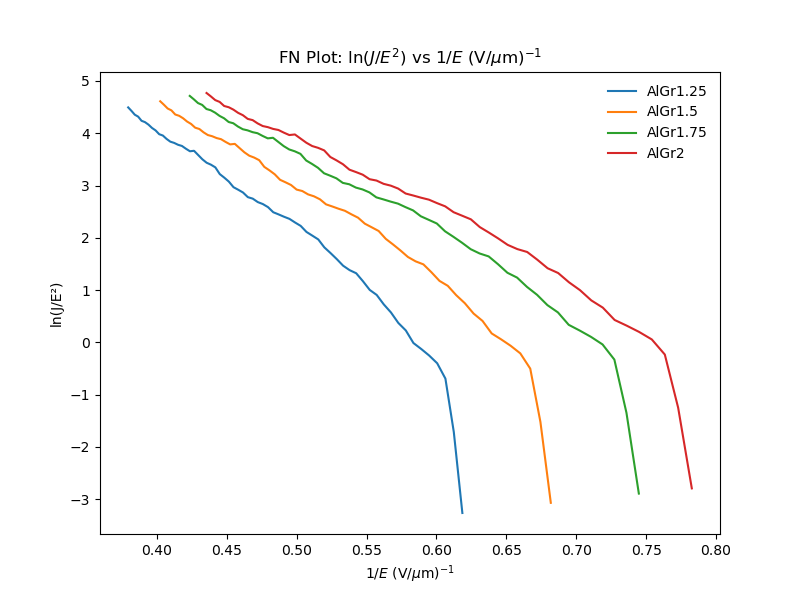 FN Plot: ln(J/E²) vs 1/E (V/μm)⁻¹
AlGr1.25
AlGr1.5
AlGr1.75
AlGr2
ln(J/E²)
5
4
3
2
1
0
−1
−2
−3
0.40 0.45 0.50 0.55 0.60 0.65 0.70 0.75 0.80
1/E (V/μm)⁻¹